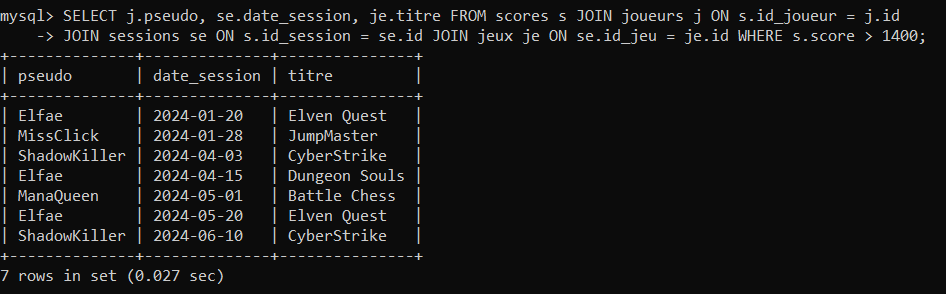 mysql> SELECT j.pseudo, se.date_session, je.titre FROM scores s JOIN joueurs j ON s.id_joueur = j.id
    -> JOIN sessions se ON s.id_session = se.id JOIN jeux je ON se.id_jeu = je.id WHERE s.score > 1400;
+--------------+--------------+---------------+
| pseudo       | date_session | titre         |
+--------------+--------------+---------------+
| Elfae        | 2024-01-20   | Elven Quest   |
| MissClick    | 2024-01-28   | JumpMaster    |
| ShadowKiller | 2024-04-03   | CyberStrike   |
| Elfae        | 2024-04-15   | Dungeon Souls |
| ManaQueen    | 2024-05-01   | Battle Chess  |
| Elfae        | 2024-05-20   | Elven Quest   |
| ShadowKiller | 2024-06-10   | CyberStrike   |
+--------------+--------------+---------------+
7 rows in set (0.027 sec)